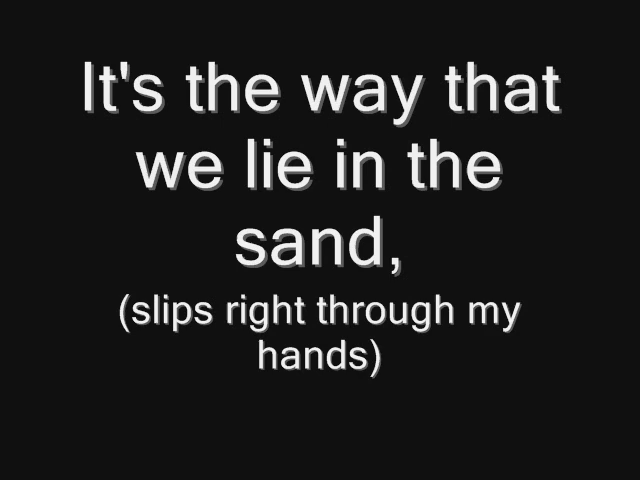 It's the way that
we lie in the
sand,
(slips right through my
hands)